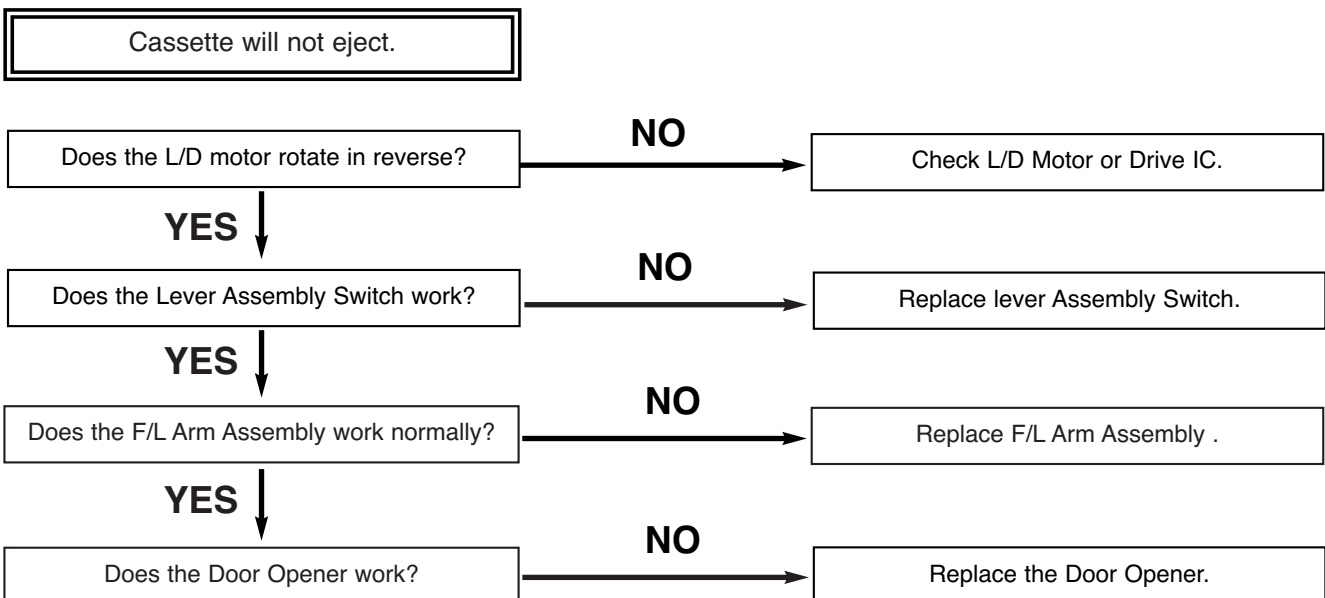 Cassette will not eject.
Does the L/D motor rotate in reverse?
NO
Check L/D Motor or Drive IC.
YES
Does the Lever Assembly Switch work?
NO
Replace lever Assembly Switch.
YES
Does the F/L Arm Assembly work normally?
NO
Replace F/L Arm Assembly .
YES
Does the Door Opener work?
NO
Replace the Door Opener.